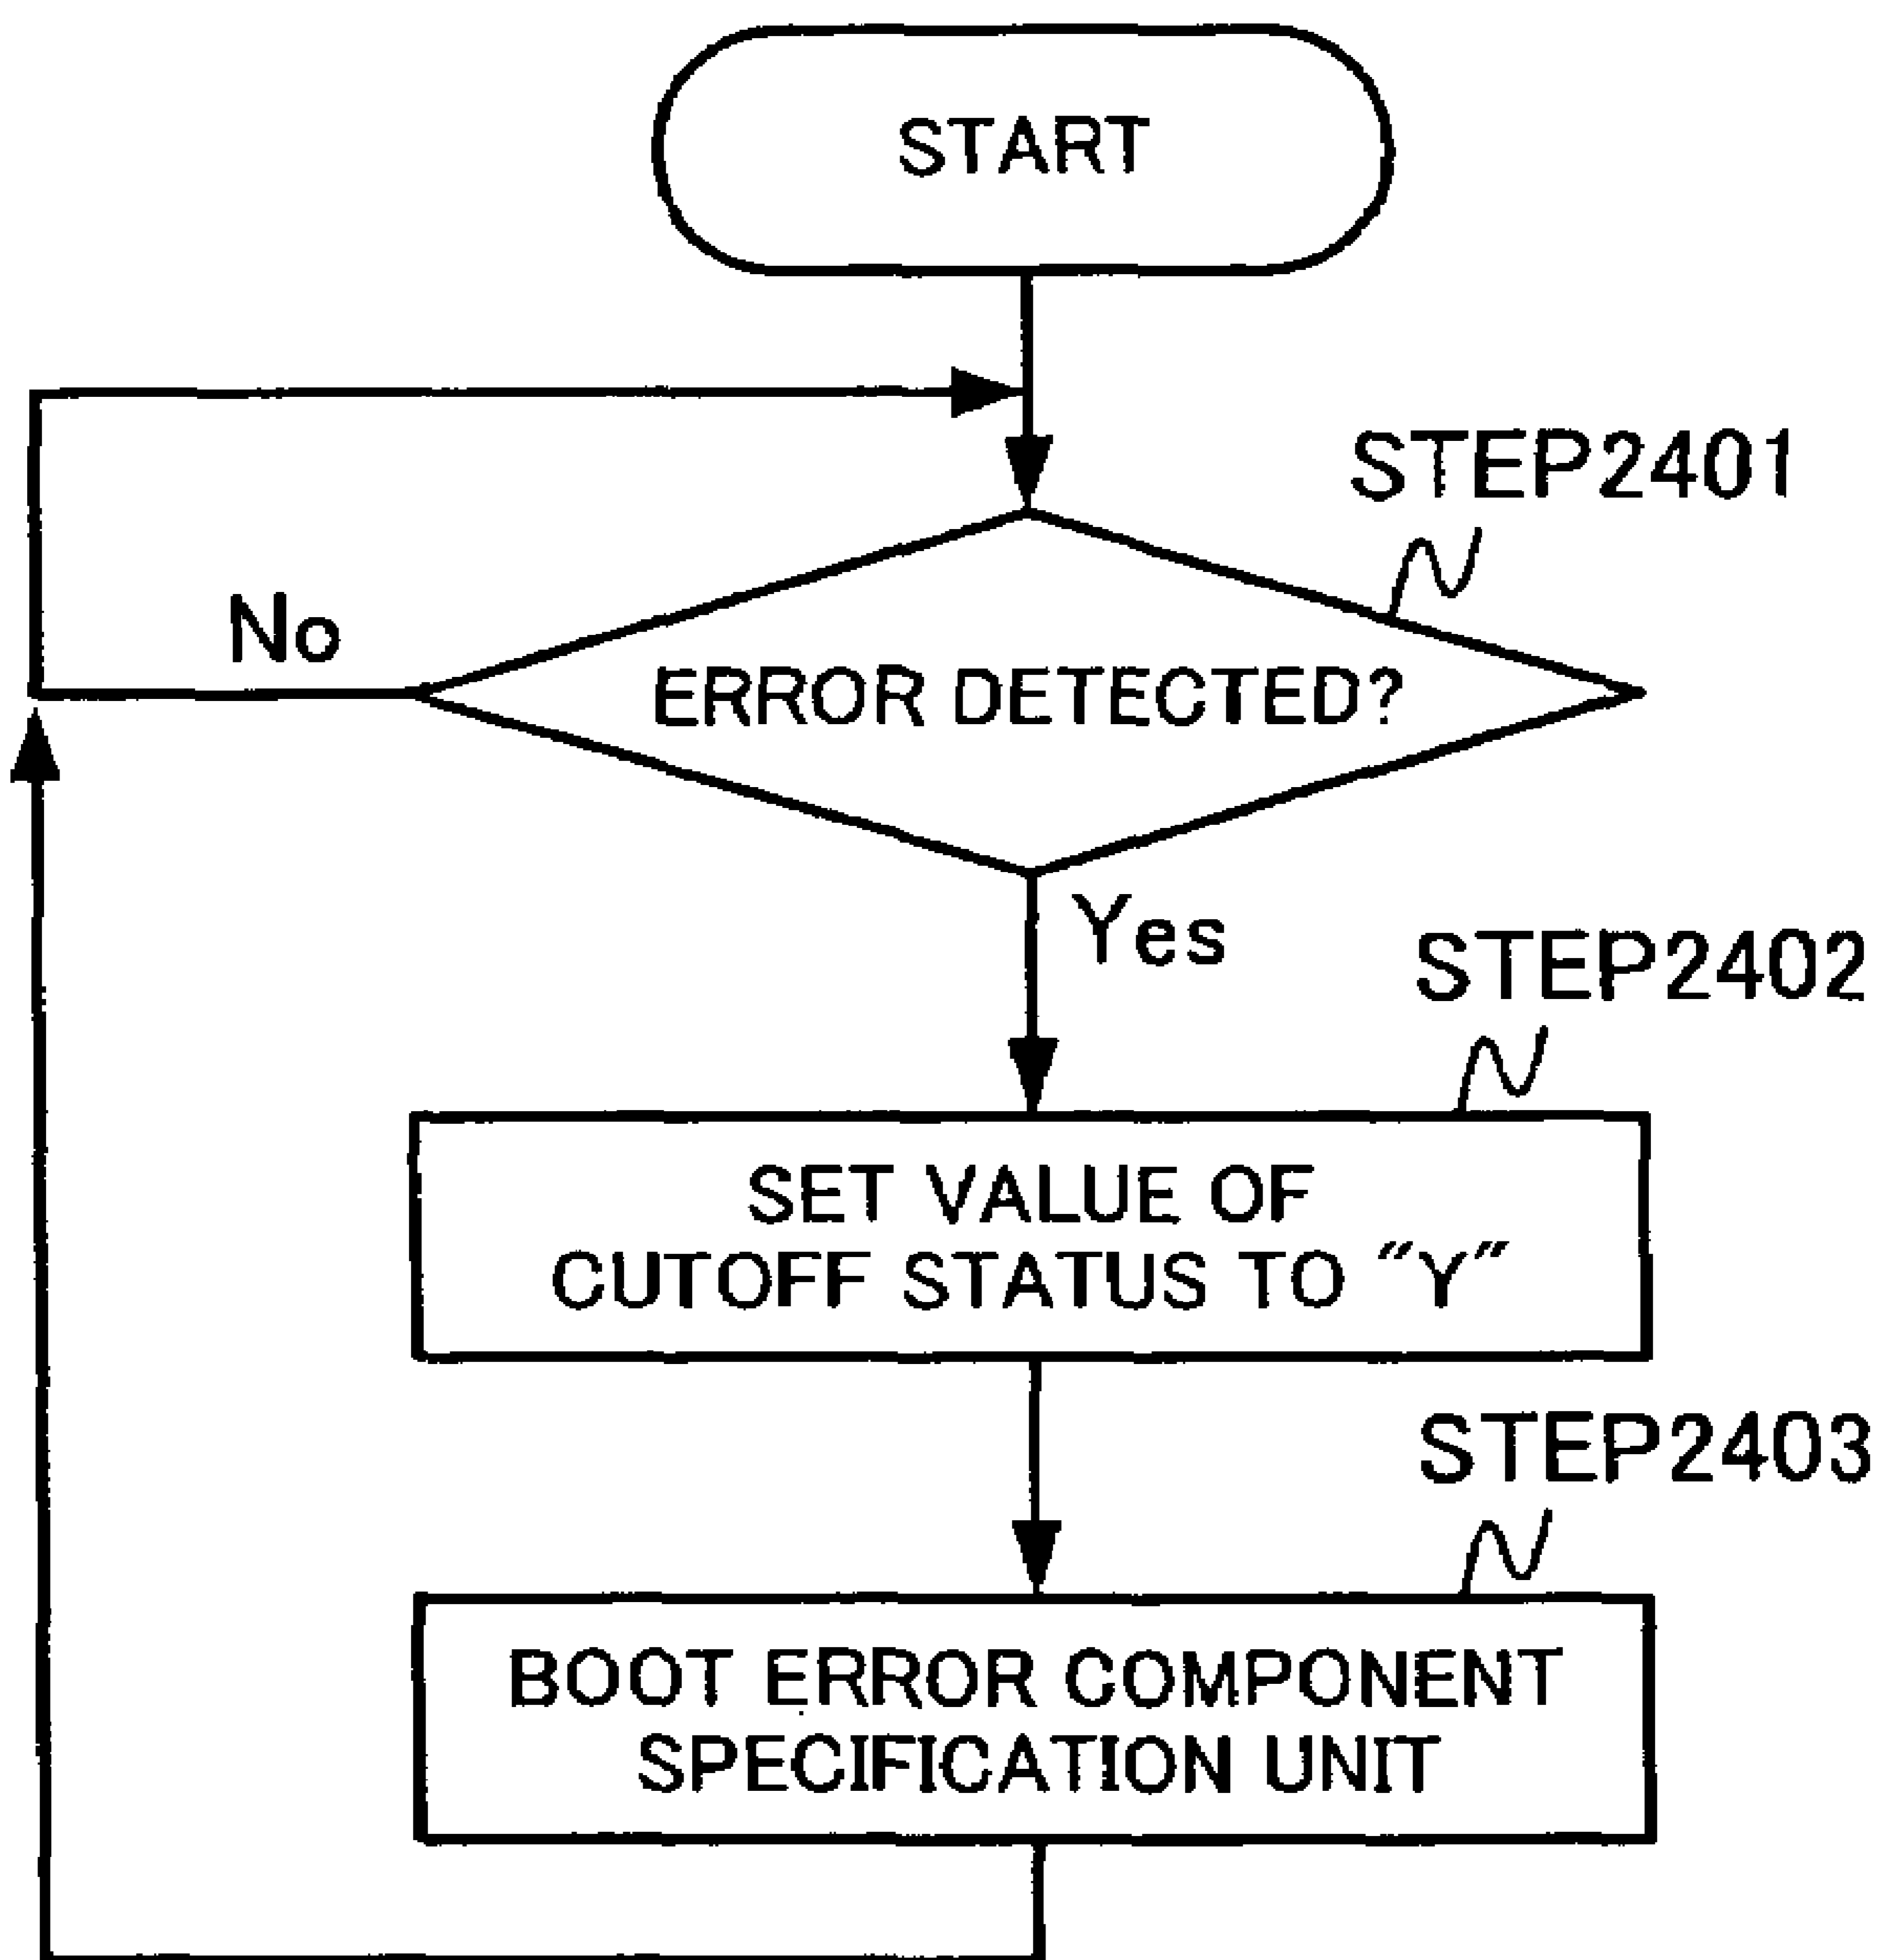 START
STEP2401
No
ERROR DETECTED?
Yes
STEP2402
SET VALUE OF
CUTOFF STATUS TO "Y"
STEP2403
BOOT ERROR COMPONENT
SPECIFICATION UNIT